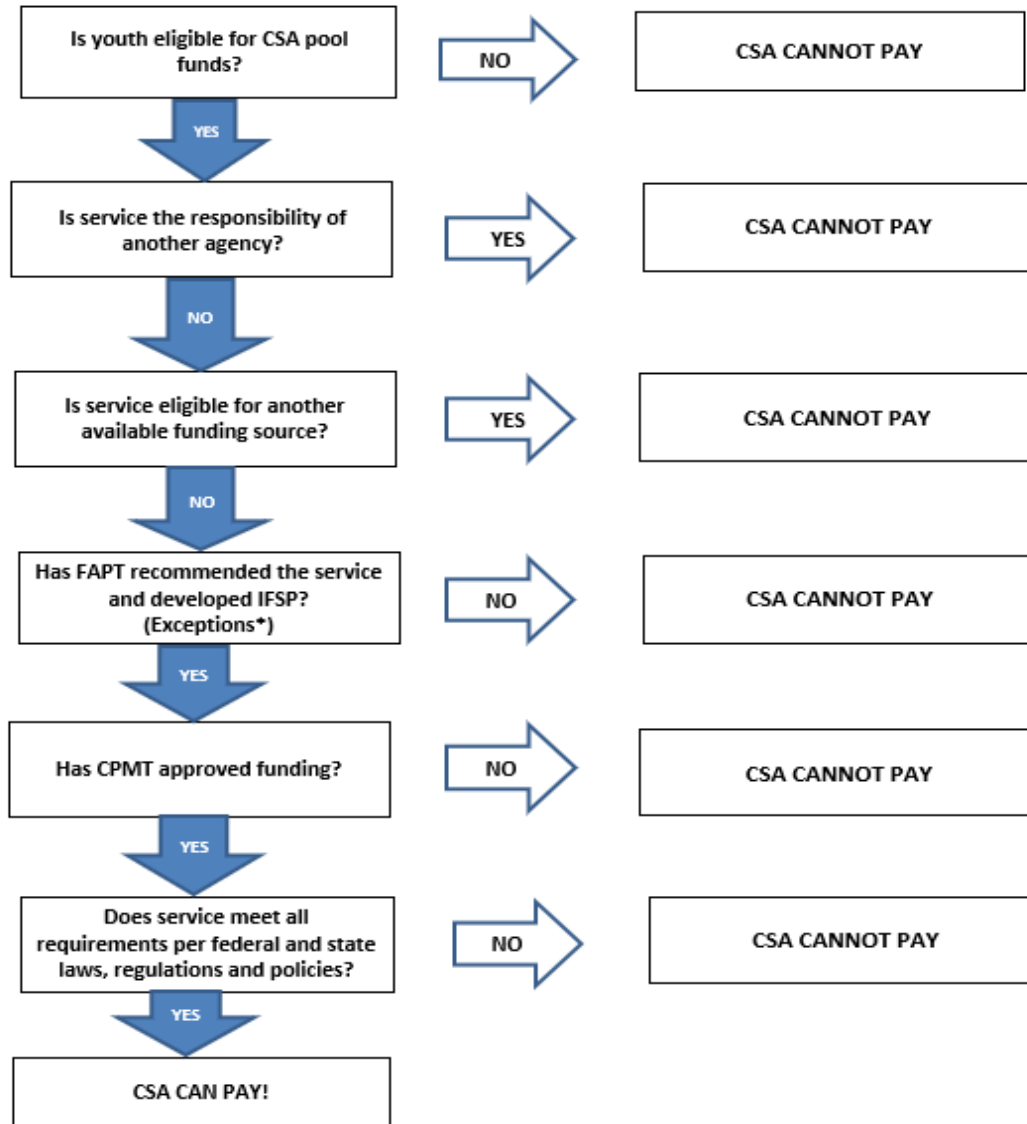 Is youth eligible for CSA pool
funds?
NO
CSA CANNOT PAY
YES
Is service the responsibility of
another agency?
YES
CSA CANNOT PAY
NO
Is service eligible for another
available funding source?
YES
CSA CANNOT PAY
NO
Has FAPT recommended the service
and developed IFSP?
(Exceptions*)
NO
CSA CANNOT PAY
YES
Has CPMT approved funding?
NO
CSA CANNOT PAY
YES
Does service meet all
requirements per federal and state
laws, regulations and policies?
NO
CSA CANNOT PAY
YES
CSA CAN PAY!